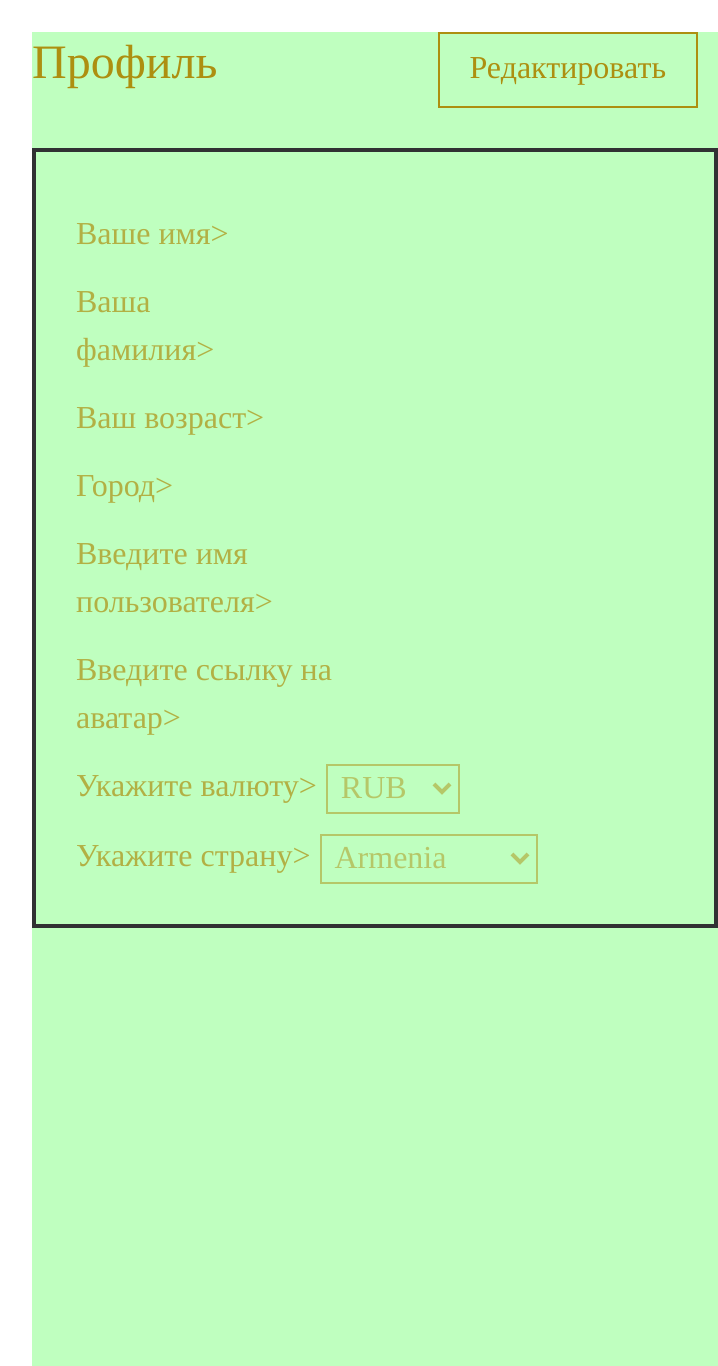 Профиль
Редактировать
Ваше имя>
Ваша
фамилия>
Ваш возраст>
Город>
Введите имя
пользователя>
Введите ссылку на
аватар>
Укажите валюту> RUB
Укажите страну> Armenia